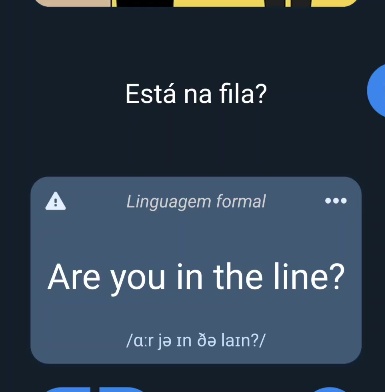 Está na fila?
Linguagem formal
Are you in the line?
/ɑːr jə ɪn ðə laɪn?/